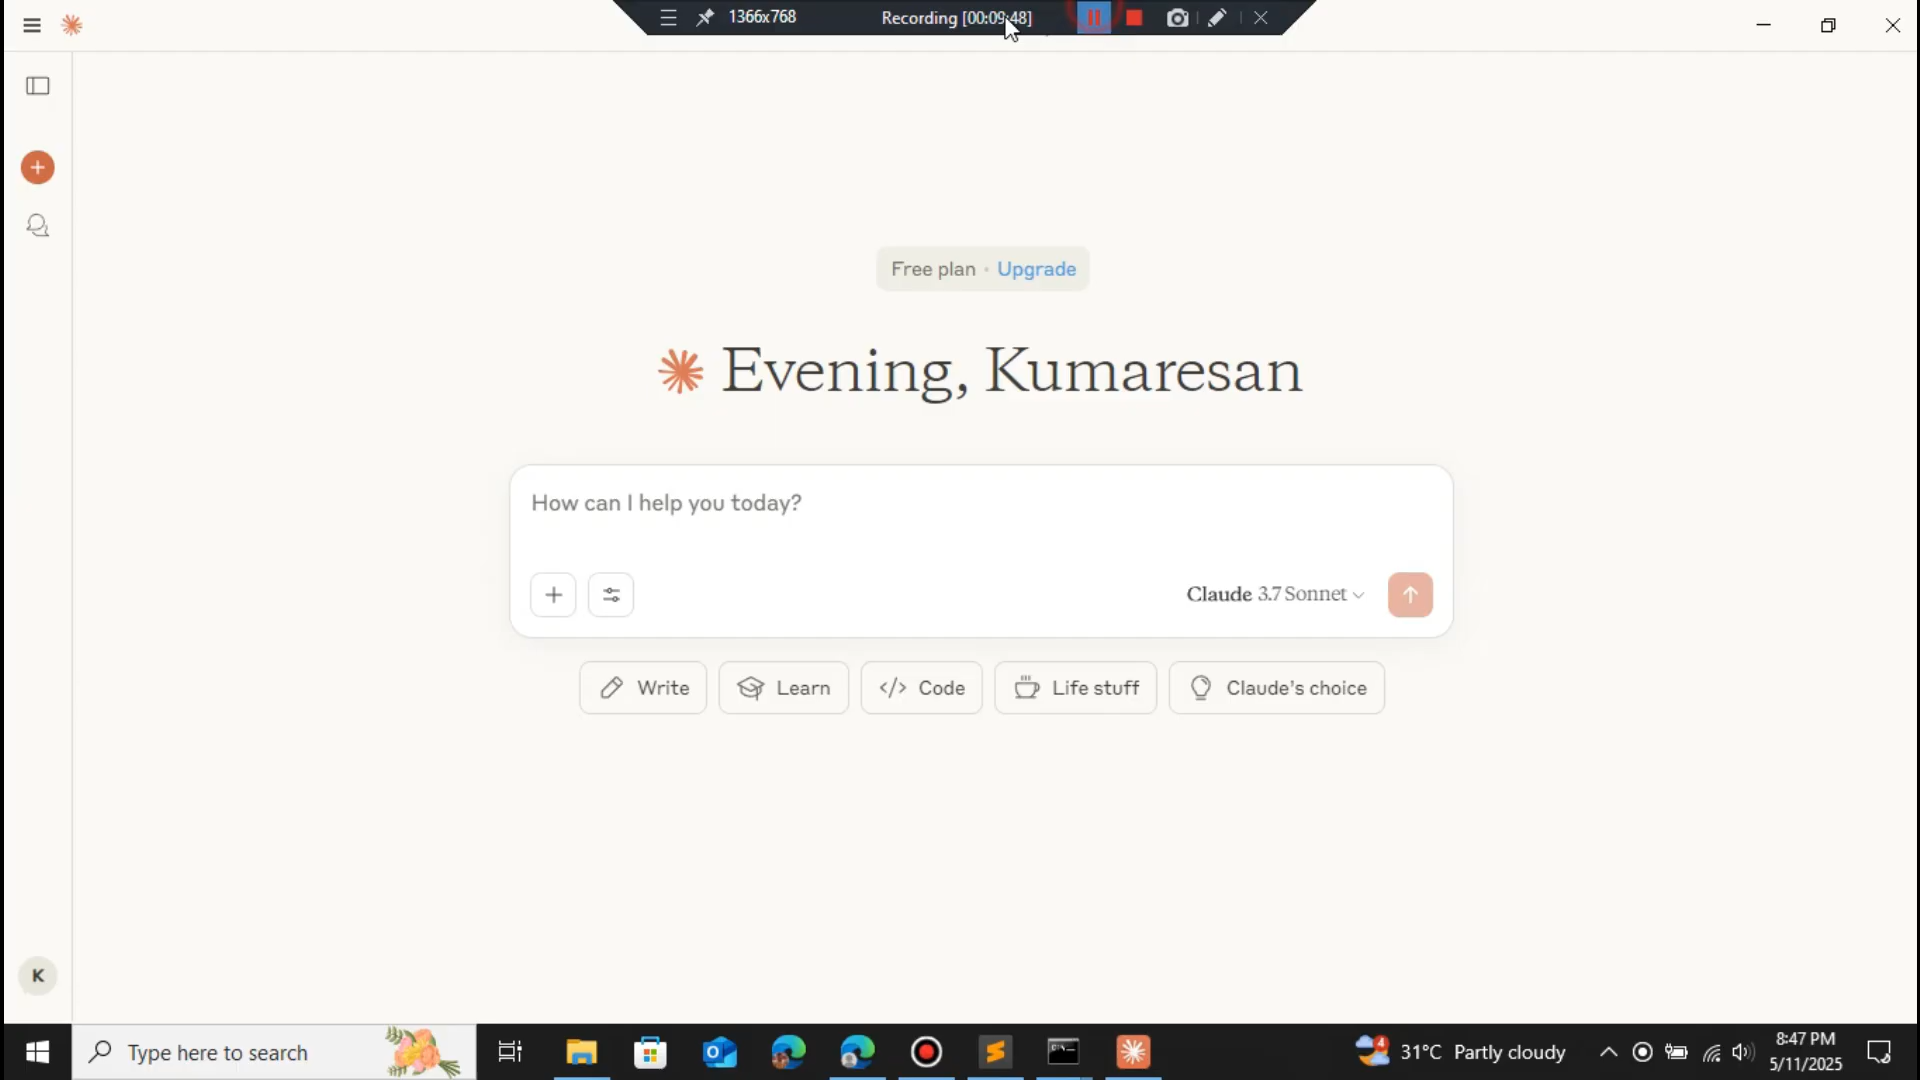 1366x768
Recording [00:09:48]
Free plan • Upgrade
Evening, Kumaresan
How can I help you today?
Claude 3.7 Sonnet
Write
Learn
</> Code
Life stuff
Claude's choice
K
Type here to search
4
31°C Partly cloudy
8:47 PM
5/11/2025